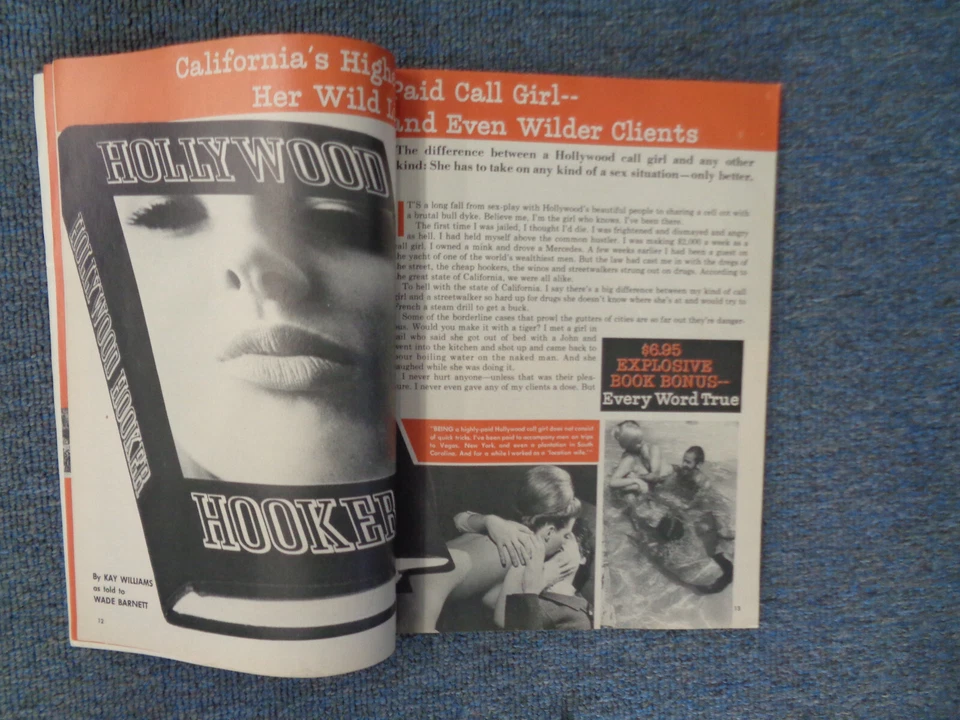 California's High
Her Wild
HOLLYWOOD
HOLLYWOOD HOOKER
HOOKER
By KAY WILLIAMS
as told to
WADE BARNETT
12
Paid Call Girl--
and Even Wilder Clients
The difference between a Hollywood call girl and any other
kind: She has to take on any kind of a sex situation—only better.
IT'S a long fall from sex-play with Hollywood's beautiful people to sharing a cell cot with
a brutal bull dyke. Believe me, I'm the girl who knows. I've been there.
The first time I was jailed, I thought I'd die. I was frightened and dismayed and angry
as hell. I had held myself above the common hustler. I was making $2,000 a week as a
call girl. I owned a mink and drove a Mercedes. A few weeks earlier I had been a guest on
the yacht of one of the world's wealthiest men. But the law had cast me in with the dregs of
the street, the cheap hookers, the winos and streetwalkers strung out on drugs. According to
the great state of California, we were all alike.
To hell with the state of California. I say there's a big difference between my kind of call
girl and a streetwalker so hard up for drugs she doesn't know where she's at and would try to
French a steam drill to get a buck.
Some of the borderline cases that prowl the gutters of cities are so far out they're danger-
ous. Would you make it with a tiger? I met a girl in
jail who said she got out of bed with a John and
went into the kitchen and shot up and came back to
pour boiling water on the naked man. And she
laughed while she was doing it.
I never hurt anyone—unless that was their plea-
sure. I never even gave any of my clients a dose. But
$6.95
EXPLOSIVE
BOOK BONUS--
Every Word True
"BEING a highly-paid Hollywood call girl does not consist
of quick tricks. I've been paid to accompany men on trips
to Vegas, New York, and even a plantation in South
Carolina. And for a while I worked as a 'location wife.'"